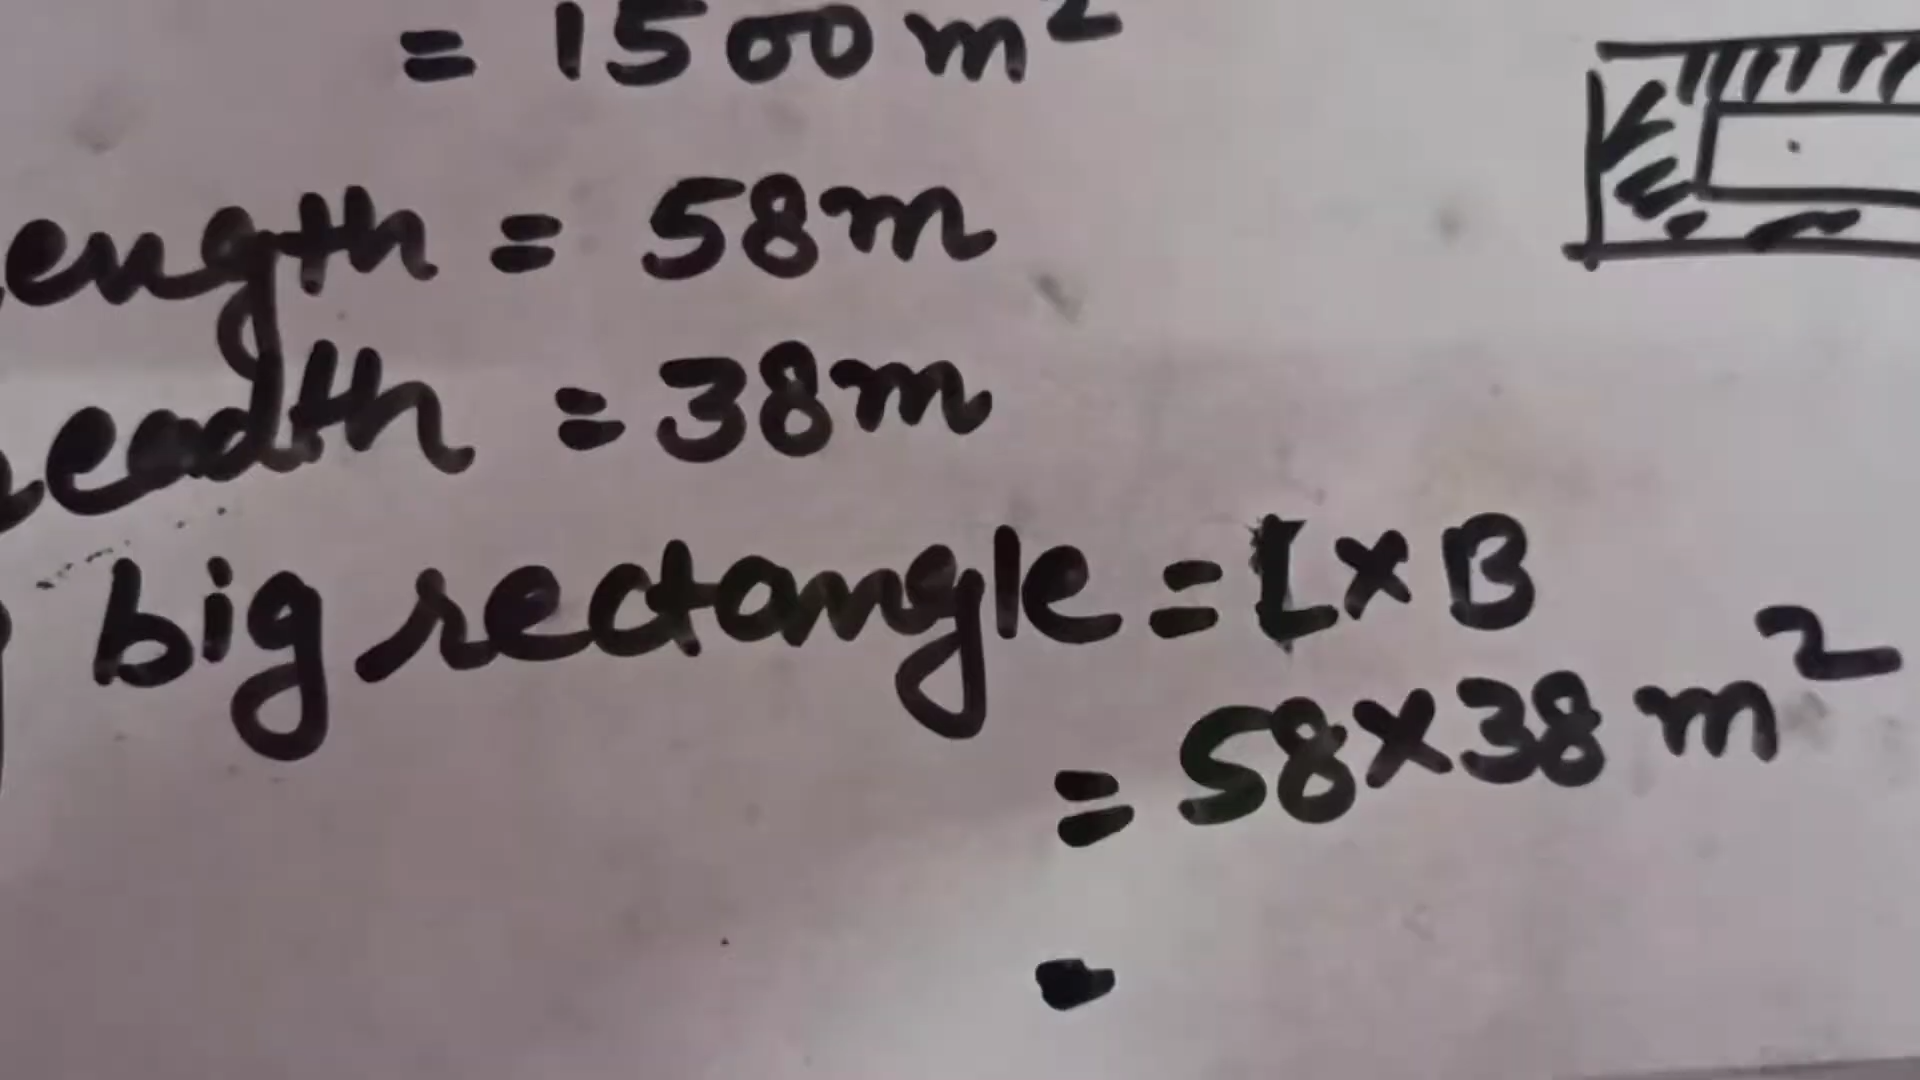 = 1500 m²
ength = 58m
eadth = 38m
big rectangle = L × B
= 58 × 38 m²